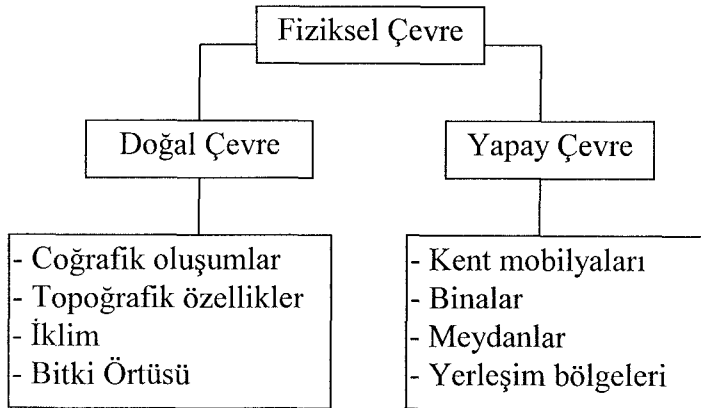 Fiziksel Çevre
Doğal Çevre
Yapay Çevre
- Coğrafik oluşumlar
- Topoğrafik özellikler
- İklim
- Bitki Örtüsü
- Kent mobilyaları
- Binalar
- Meydanlar
- Yerleşim bölgeleri